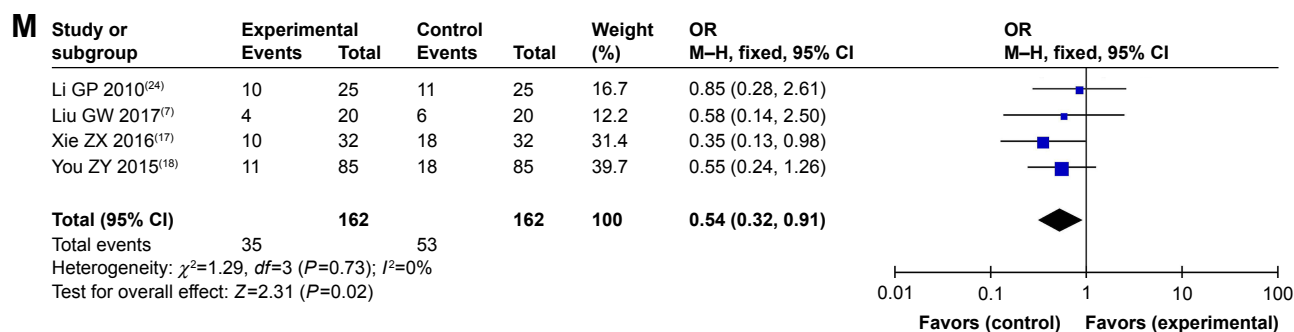 M
Study or subgroup Experimental Events Total Control Events Total Weight (%) OR M–H, fixed, 95% CI OR M–H, fixed, 95% CI
Li GP 2010(24) 10 25 11 25 16.7 0.85 (0.28, 2.61)
Liu GW 2017(7) 4 20 6 20 12.2 0.58 (0.14, 2.50)
Xie ZX 2016(17) 10 32 18 32 31.4 0.35 (0.13, 0.98)
You ZY 2015(18) 11 85 18 85 39.7 0.55 (0.24, 1.26)
Total (95% CI) 162 162 100 0.54 (0.32, 0.91)
Total events 35 53
Heterogeneity: χ2=1.29, df=3 (P=0.73); I2=0%
Test for overall effect: Z=2.31 (P=0.02)
0.01 0.1 1 10 100
Favors (control) Favors (experimental)